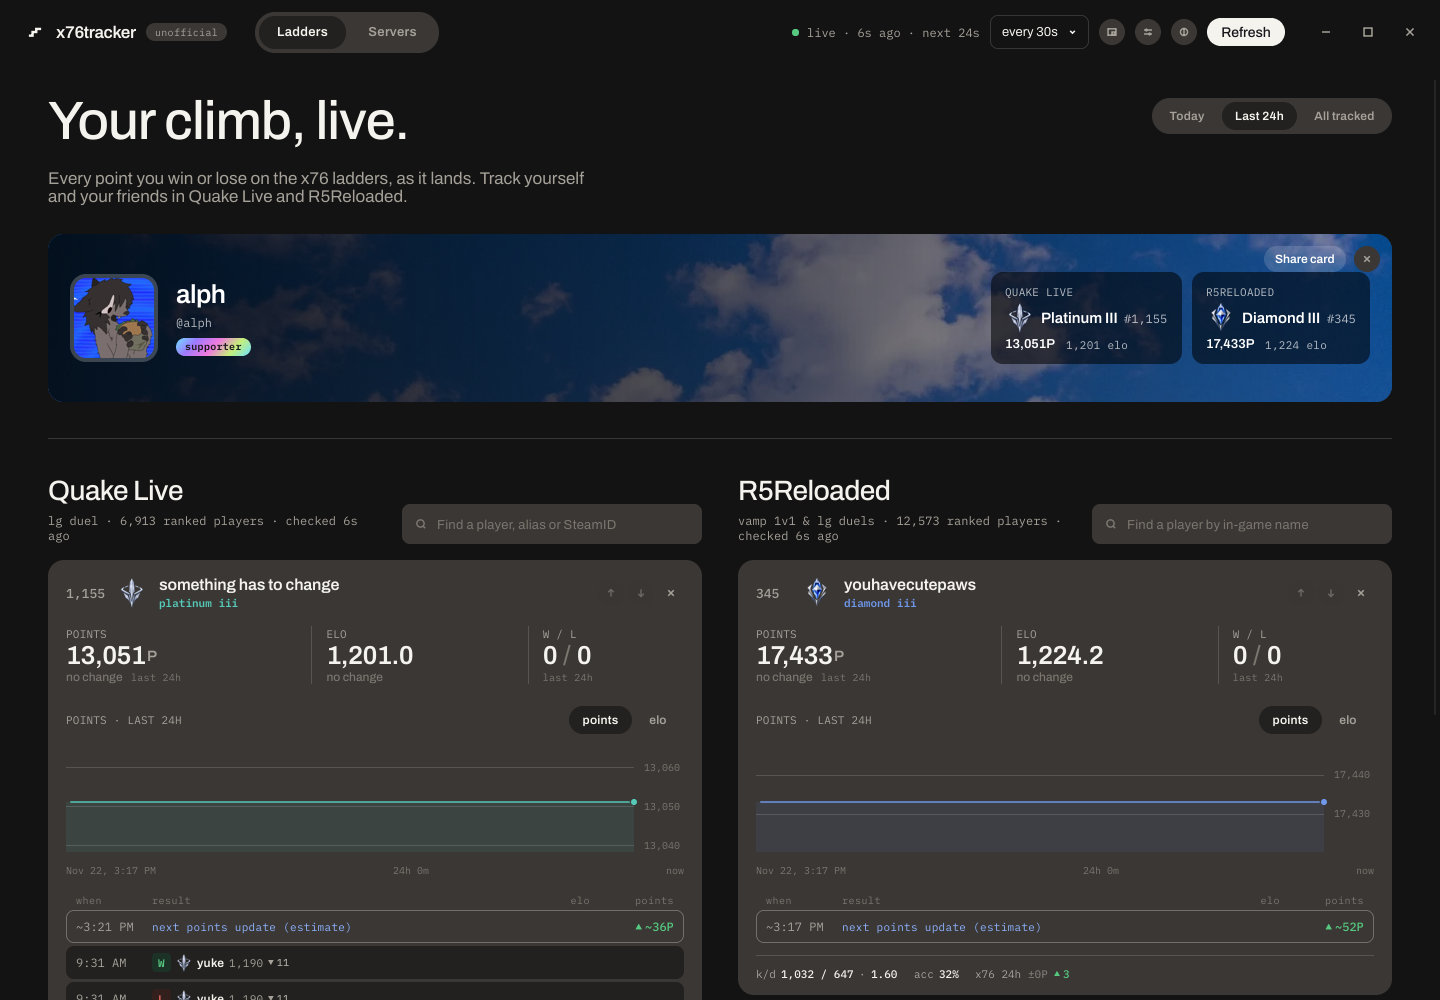 x76tracker unofficial Ladders Servers live · 6s ago · next 24s every 30s Refresh
Your climb, live.
Today Last 24h All tracked
Every point you win or lose on the x76 ladders, as it lands. Track yourself
and your friends in Quake Live and R5Reloaded.
Share card
alph
@alph
supporter
QUAKE LIVE
Platinum III #1,155
13,051P 1,201 elo
R5RELOADED
Diamond III #345
17,433P 1,224 elo
Quake Live
lg duel · 6,913 ranked players · checked 6s
ago
Find a player, alias or SteamID
1,155 something has to change
platinum iii
POINTS ELO W / L
13,051P 1,201.0 0 / 0
no change last 24h no change last 24h
POINTS · LAST 24H points elo
13,060
13,050
13,040
Nov 22, 3:17 PM 24h 0m now
when result elo points
~3:21 PM next points update (estimate) ▲~36P
9:31 AM W yuke 1,190 ▼11
9:31 AM L yuke 1,190 ▼11
R5Reloaded
vamp 1v1 & lg duels · 12,573 ranked players ·
checked 6s ago
Find a player by in-game name
345 youhavecutepaws
diamond iii
POINTS ELO W / L
17,433P 1,224.2 0 / 0
no change last 24h no change last 24h
POINTS · LAST 24H points elo
17,440
17,430
Nov 22, 3:17 PM 24h 0m now
when result elo points
~3:17 PM next points update (estimate) ▲~52P
k/d 1,032 / 647 · 1.60 acc 32% x76 24h ±0P ▲3